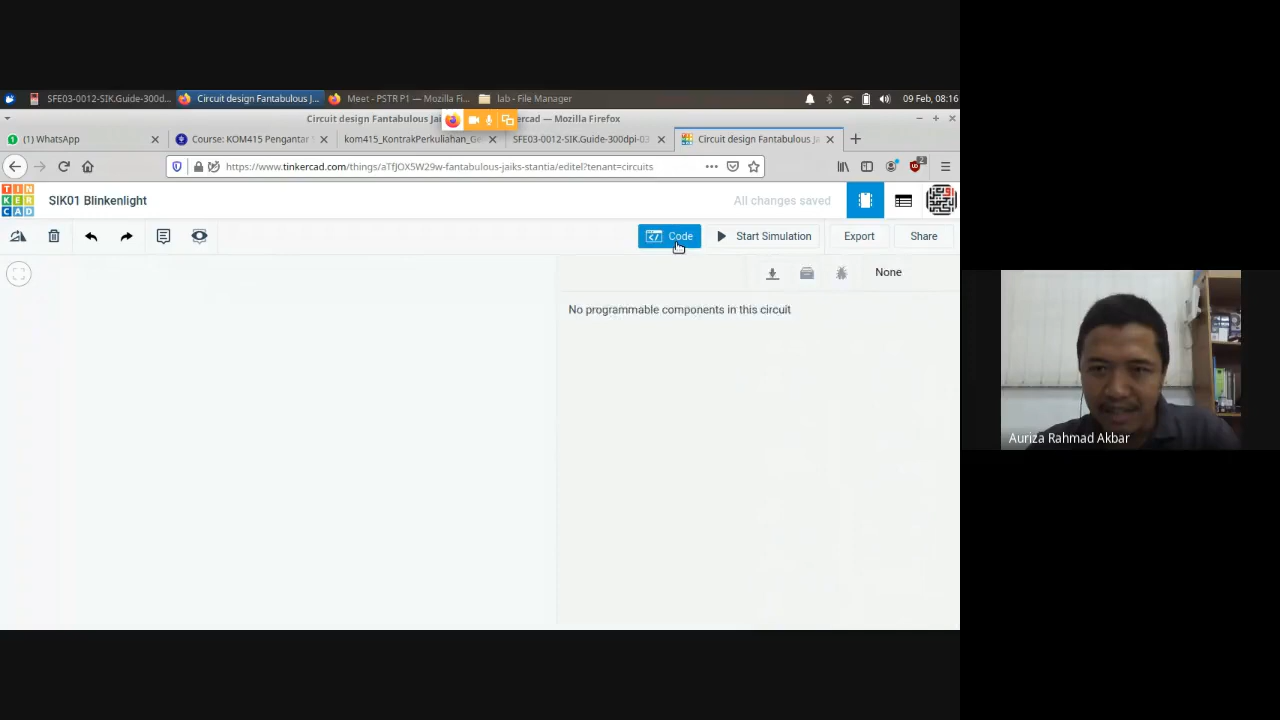 SFE03-0012-SIK.Guide-300d...
Circuit design Fantabulous J...
Meet - PSTR P1 — Mozilla Fi...
lab - File Manager
09 Feb, 08:16
Circuit design Fantabulous Jai
ercad — Mozilla Firefox
(1) WhatsApp
Course: KOM415 Pengantar
kom415_KontrakPerkuliahan_Ge
SFE03-0012-SIK.Guide-300dpi-03
Circuit design Fantabulous Ja
https://www.tinkercad.com/things/aTfJOX5W29w-fantabulous-jaiks-stantia/editel?tenant=circuits
TIN
KER
CAD
SIK01 Blinkenlight
All changes saved
Code
Start Simulation
Export
Share
None
No programmable components in this circuit
Auriza Rahmad Akbar